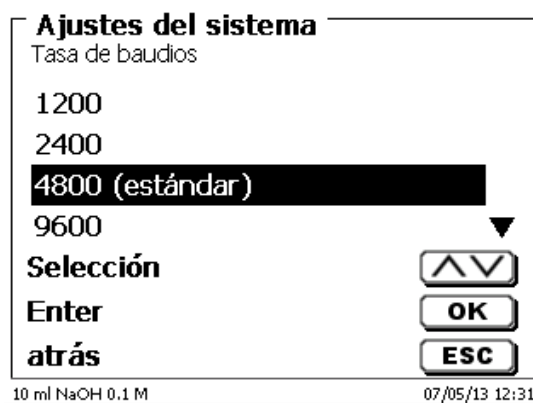 Ajustes del sistema
Tasa de baudios
1200
2400
4800 (estándar)
9600
Selección
Enter OK
atrás ESC
10 ml NaOH 0.1 M 07/05/13 12:31